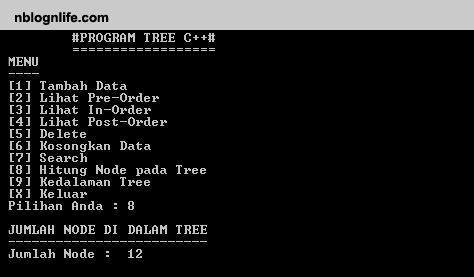 nblognlife.com
#PROGRAM TREE C++#
==================
MENU
----
[1] Tambah Data
[2] Lihat Pre-Order
[3] Lihat In-Order
[4] Lihat Post-Order
[5] Delete
[6] Kosongkan Data
[7] Search
[8] Hitung Node pada Tree
[9] Kedalaman Tree
[X] Keluar
Pilihan Anda : 8
JUMLAH NODE DI DALAM TREE
-------------------------
Jumlah Node :  12